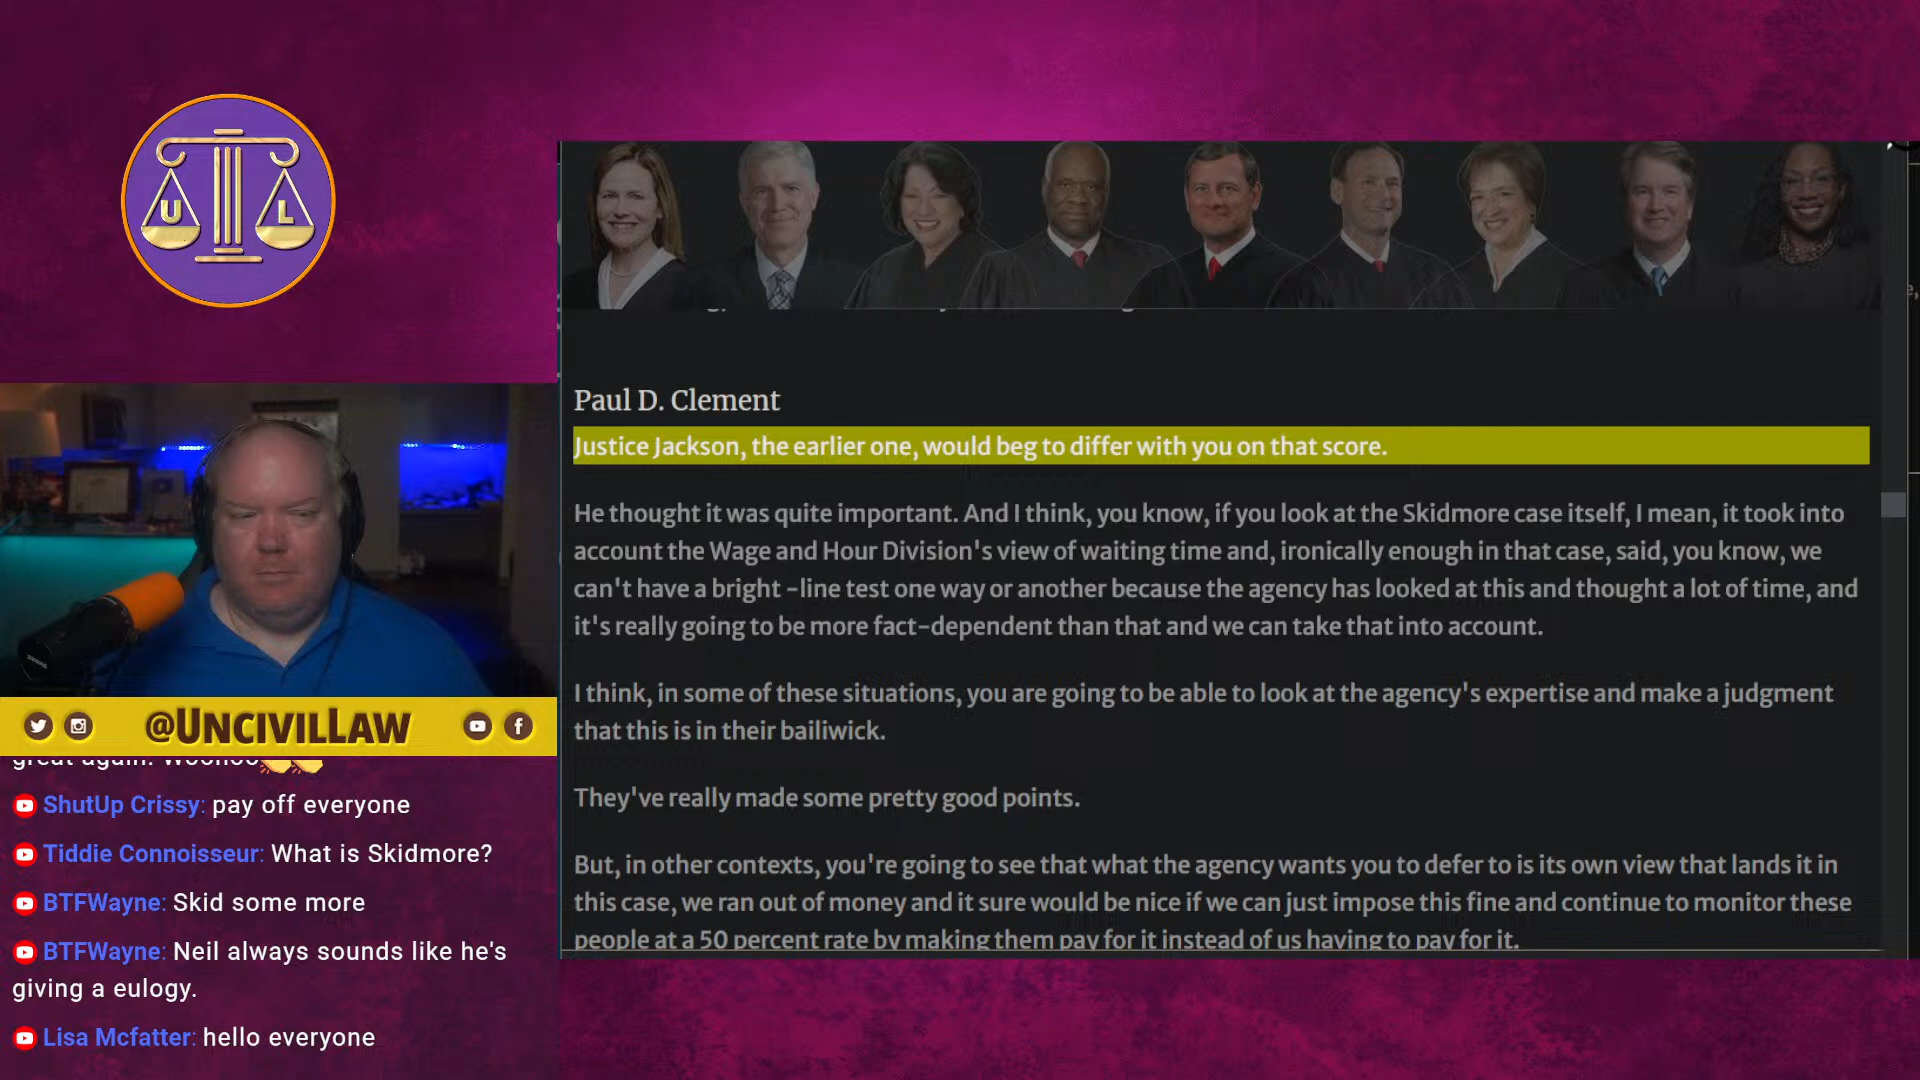 U L
Paul D. Clement
Justice Jackson, the earlier one, would beg to differ with you on that score.
He thought it was quite important. And I think, you know, if you look at the Skidmore case itself, I mean, it took into
account the Wage and Hour Division's view of waiting time and, ironically enough in that case, said, you know, we
can't have a bright -line test one way or another because the agency has looked at this and thought a lot of time, and
it's really going to be more fact-dependent than that and we can take that into account.
I think, in some of these situations, you are going to be able to look at the agency's expertise and make a judgment
that this is in their bailiwick.
They've really made some pretty good points.
But, in other contexts, you're going to see that what the agency wants you to defer to is its own view that lands it in
this case, we ran out of money and it sure would be nice if we can just impose this fine and continue to monitor these
people at a 50 percent rate by making them pay for it instead of us having to pay for it.
@UNCIVILLAW
great again! Woohoo
ShutUp Crissy: pay off everyone
Tiddie Connoisseur: What is Skidmore?
BTFWayne: Skid some more
BTFWayne: Neil always sounds like he's
giving a eulogy.
Lisa Mcfatter: hello everyone